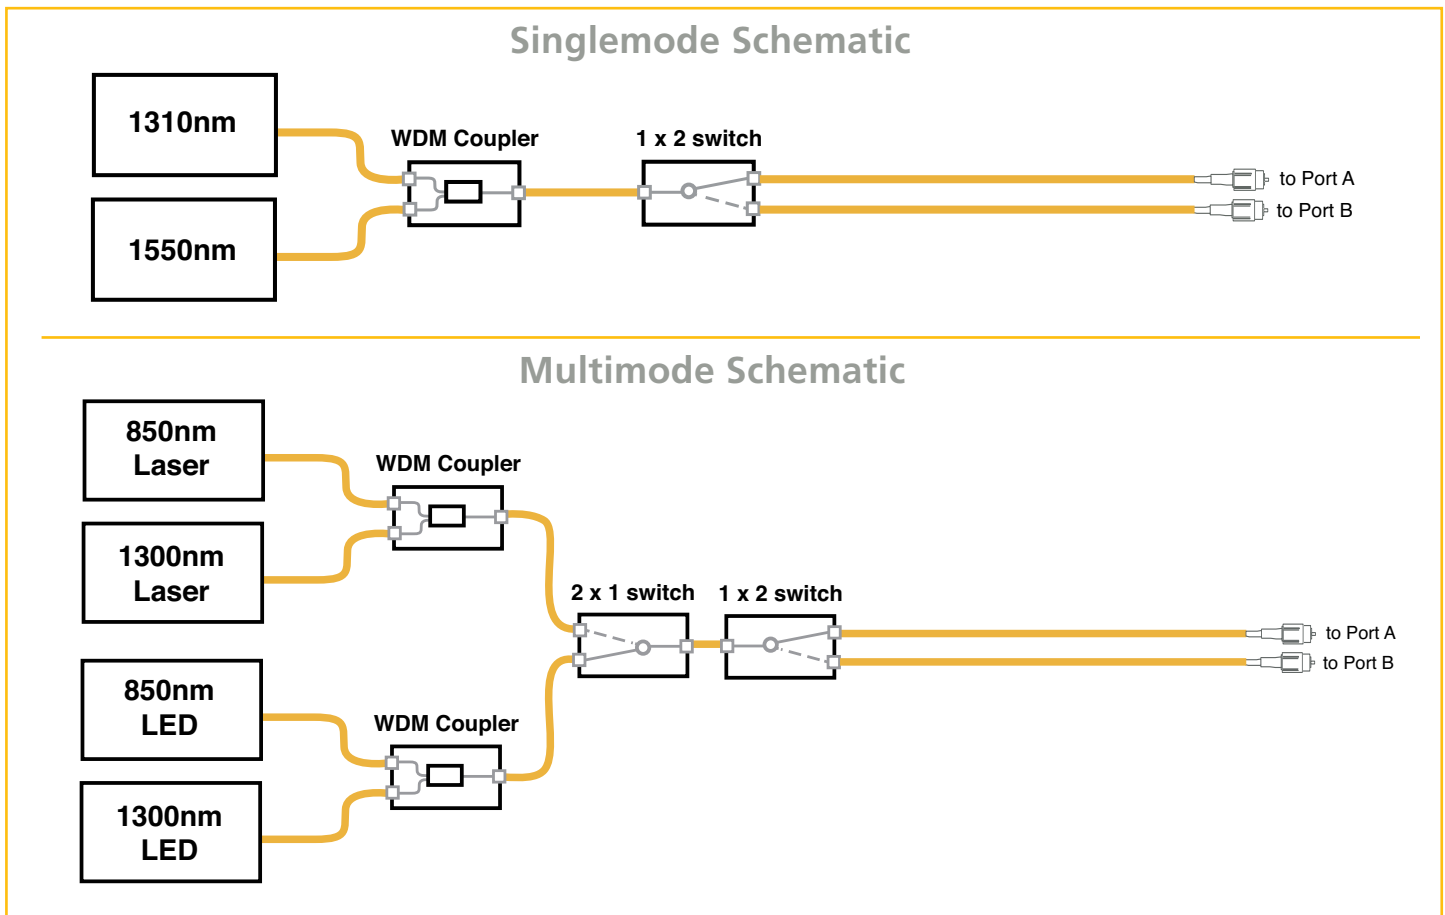 Singlemode Schematic
1310nm
WDM Coupler
1 x 2 switch
to Port A
to Port B
1550nm
Multimode Schematic
850nm
Laser
WDM Coupler
1300nm
Laser
2 x 1 switch
1 x 2 switch
to Port A
to Port B
850nm
LED
WDM Coupler
1300nm
LED